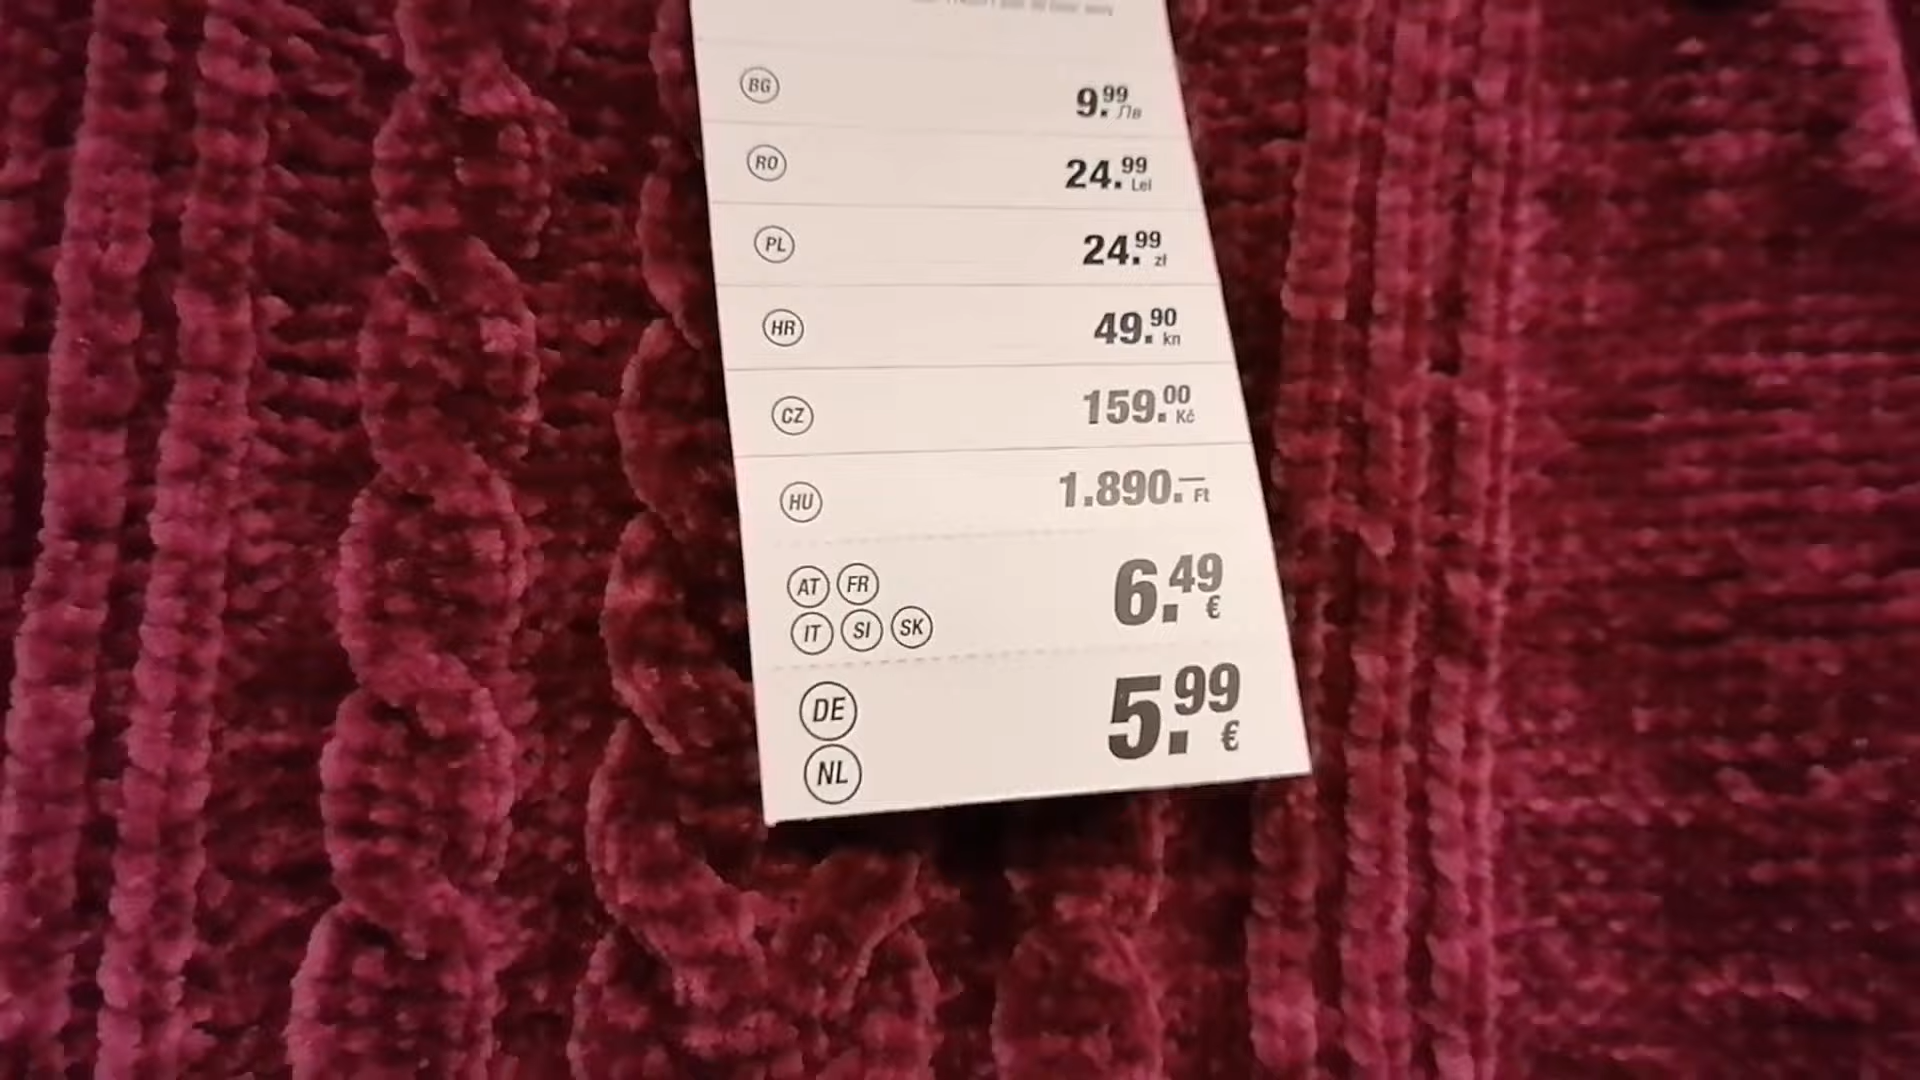 BG 9.99 Лв
RO 24.99 Lei
PL 24.99 zł
HR 49.90 kn
CZ 159.00 Kč
HU 1.890.– Ft
AT FR
IT SI SK 6.49 €
DE
NL 5.99 €